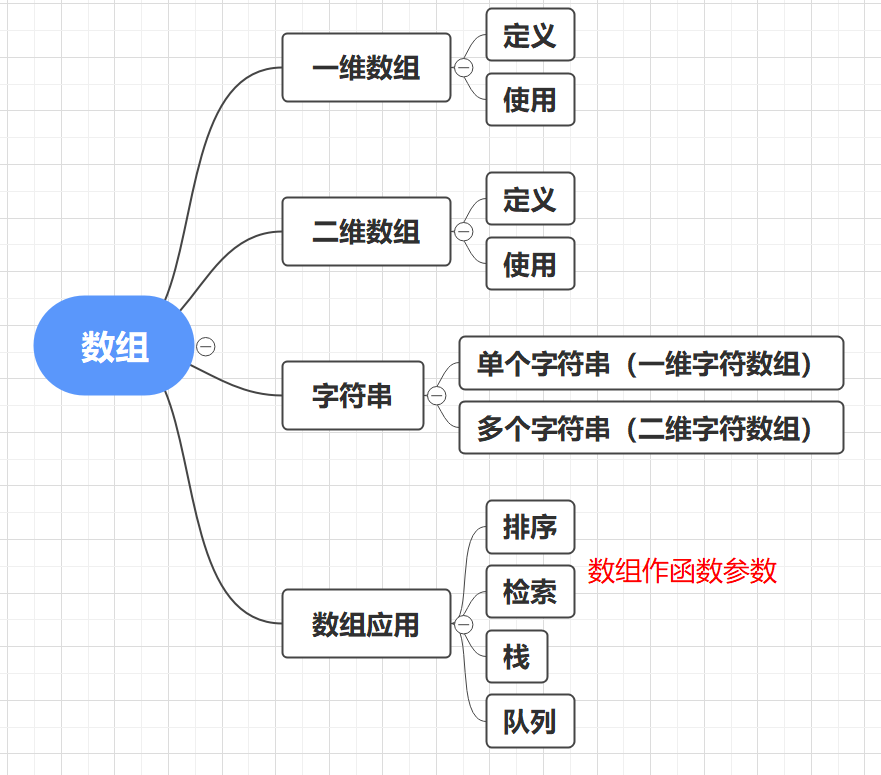 数组
一维数组
定义
使用
二维数组
定义
使用
字符串
单个字符串（一维字符数组）
多个字符串（二维字符数组）
数组应用
排序
检索
栈
队列
数组作函数参数